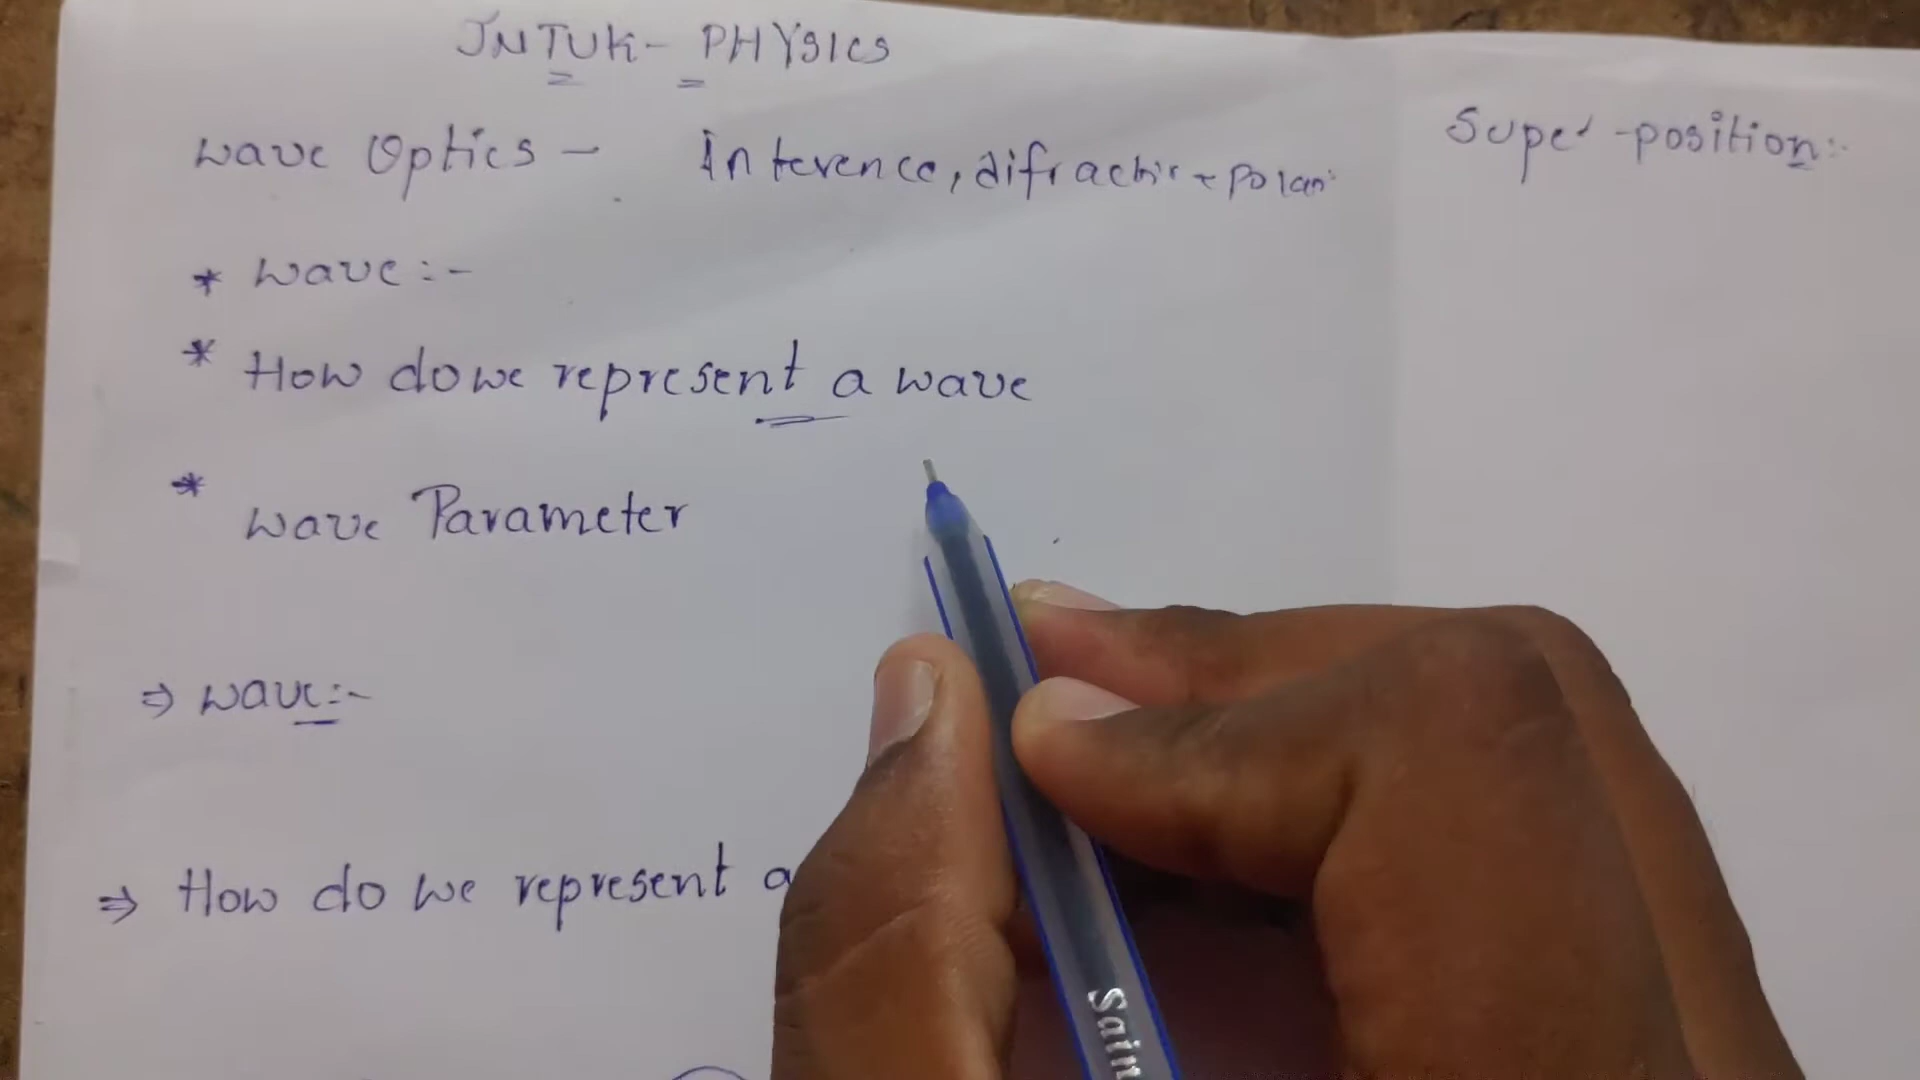 JNTUK - PHYSICS
wave Optics - Interence, difraction + polari
* wave :-
* How do we represent a wave
* wave Parameter
⇒ wave :-
⇒ How do we represent a
Super-position:-
Sain